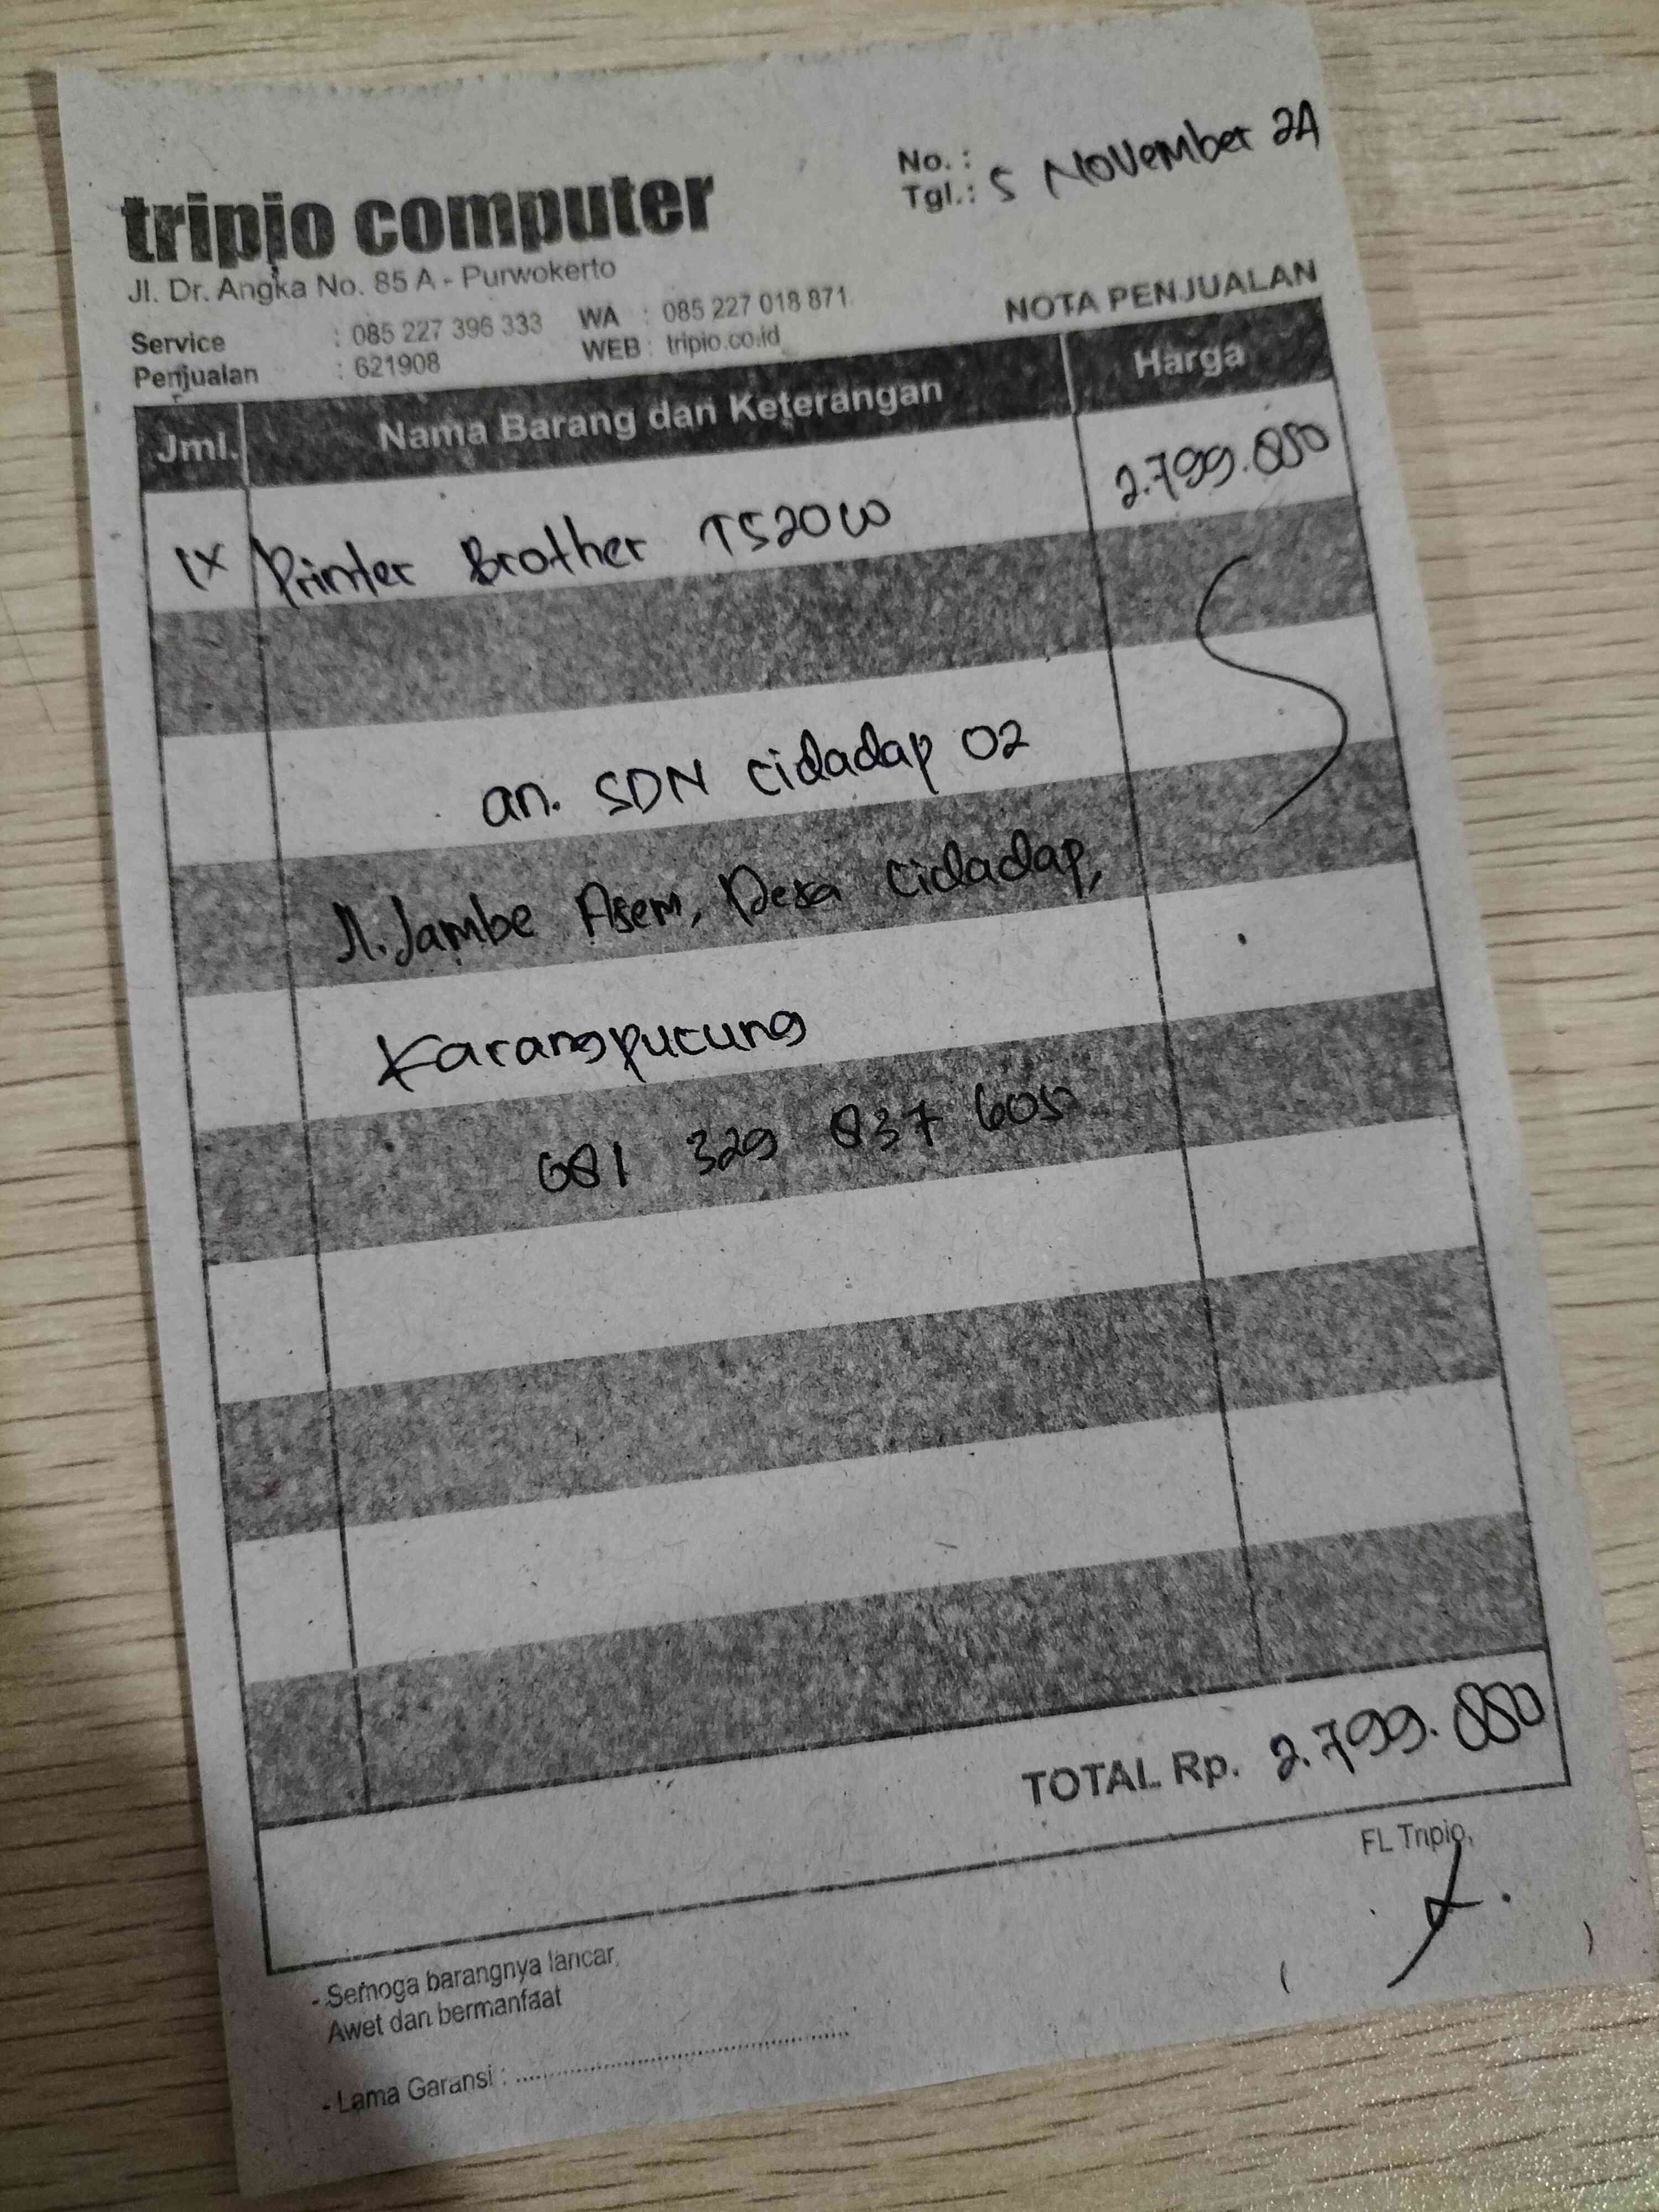 No. :
Tgl.: 5 November 24
tripio computer
Jl. Dr. Angka No. 85 A - Purwokerto
Service : 085 227 396 333 WA : 085 227 018 871
Penjualan : 621908 WEB : tripio.co.id
NOTA PENJUALAN
Jml. Nama Barang dan Keterangan Harga
1x Printer Brother T520W 2.799.000
an. SDN Cidadap 02
Jl. Jambe Asem, Desa Cidadap,
Karangpucung
081 329 837 605
TOTAL Rp. 2.799.000
FL Tripio,
- Semoga barangnya lancar,
Awet dan bermanfaat
- Lama Garansi : ....................................................